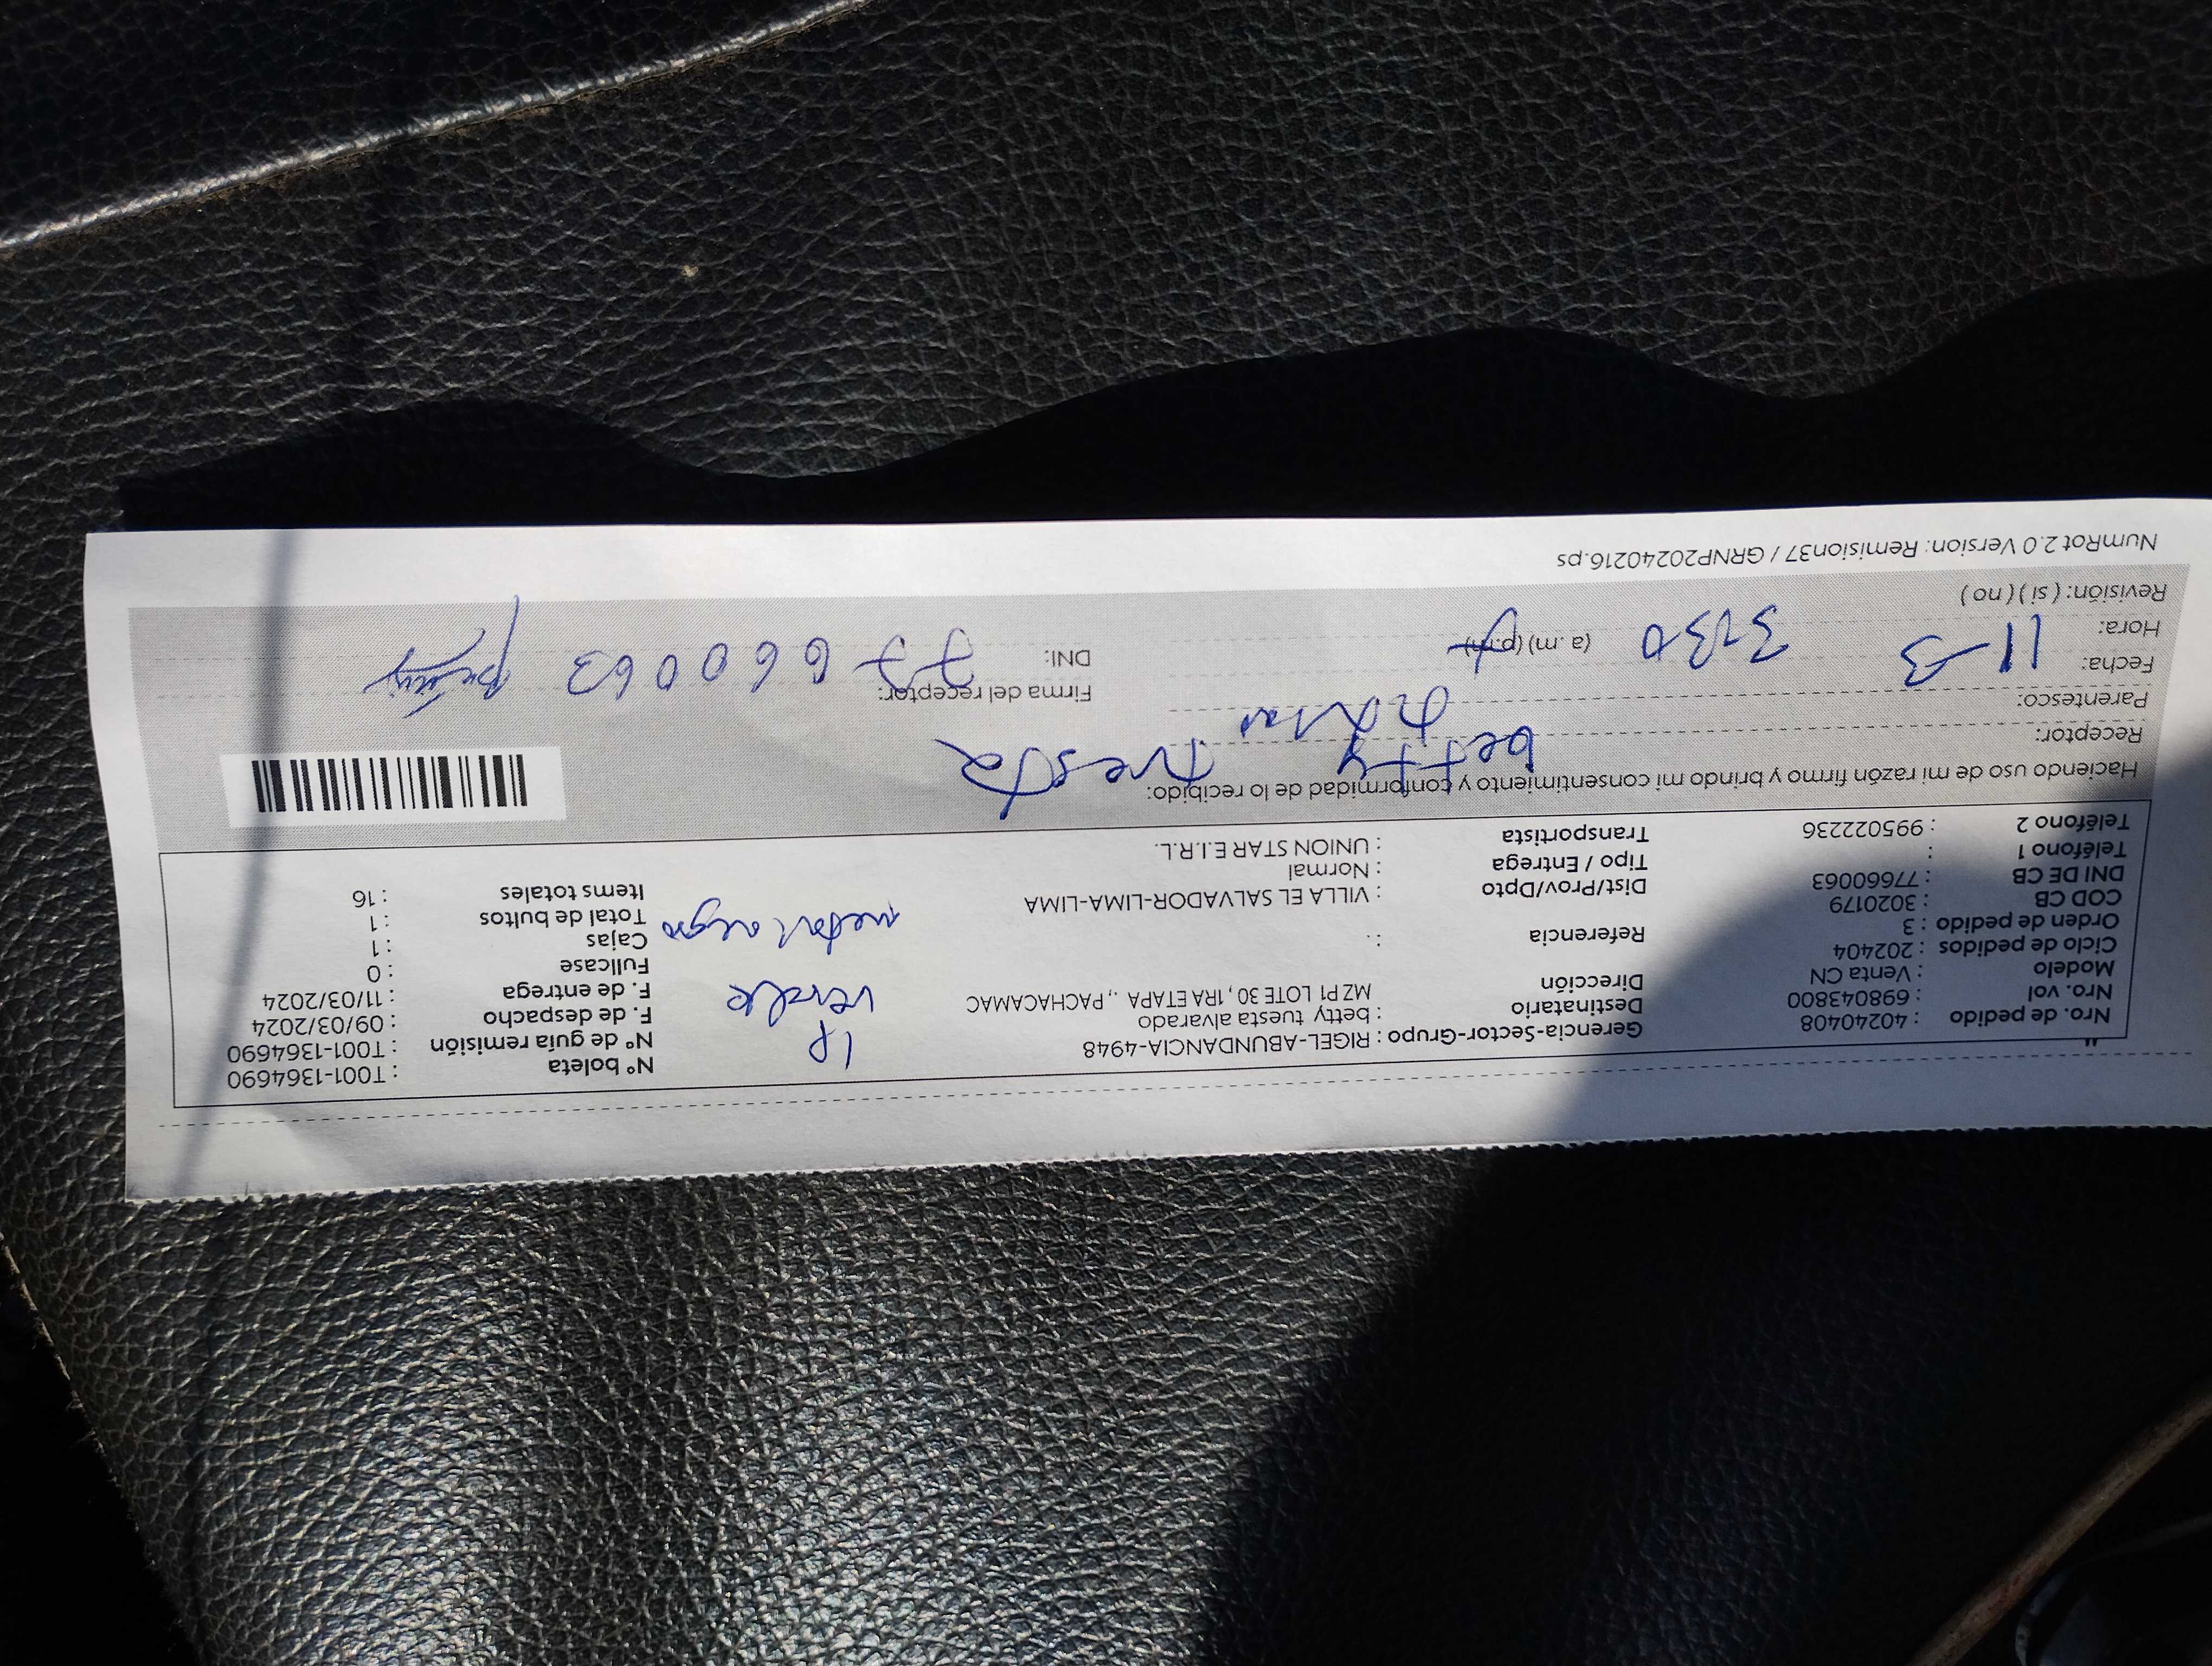 Nro. de pedido : 40240408
Nro. vol : 698043800
Modelo : Venta CN
Ciclo de pedidos : 202404
Orden de pedido : 3
COD CB : 3020179
DNI DE CB : 77660063
Teléfono 1 :
Teléfono 2 : 995022236
Gerencia-Sector-Grupo : RIGEL-ABUNDANCIA-4948
Destinatario : betty tuesta alvarado
Dirección MZ P1 LOTE 30 , 1RA ETAPA ., PACHACAMAC
Referencia : .
Dist/Prov/Dpto : VILLA EL SALVADOR-LIMA-LIMA
Tipo / Entrega : Normal
Transportista : UNION STAR E.I.R.L.
1P
verde
metal negro
N° boleta : T001-1364690
N° de guía remisión : T001-1364690
F. de despacho : 09/03/2024
F. de entrega : 11/03/2024
Fullcase : 0
Cajas : 1
Total de bultos : 1
Items totales : 16
Haciendo uso de mi razón firmo y brindo mi consentimiento y conformidad de lo recibido:
Receptor: betty tuesta
Parentesco:
Fecha: 11-3
Hora: 3:30 (a. m) (p.m)
Revisión: ( si ) ( no )
Firma del receptor:
DNI: 77660063
NumRot 2.0 Version: Remision37 / GRNP20240216.ps